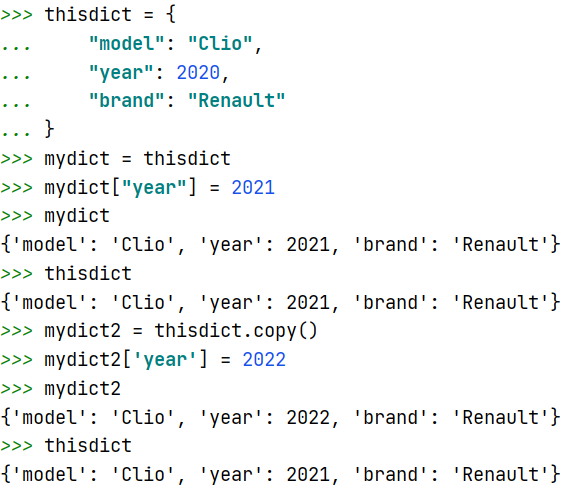 >>> thisdict = {
...     "model": "Clio",
...     "year": 2020,
...     "brand": "Renault"
... }
>>> mydict = thisdict
>>> mydict["year"] = 2021
>>> mydict
{'model': 'Clio', 'year': 2021, 'brand': 'Renault'}
>>> thisdict
{'model': 'Clio', 'year': 2021, 'brand': 'Renault'}
>>> mydict2 = thisdict.copy()
>>> mydict2['year'] = 2022
>>> mydict2
{'model': 'Clio', 'year': 2022, 'brand': 'Renault'}
>>> thisdict
{'model': 'Clio', 'year': 2021, 'brand': 'Renault'}